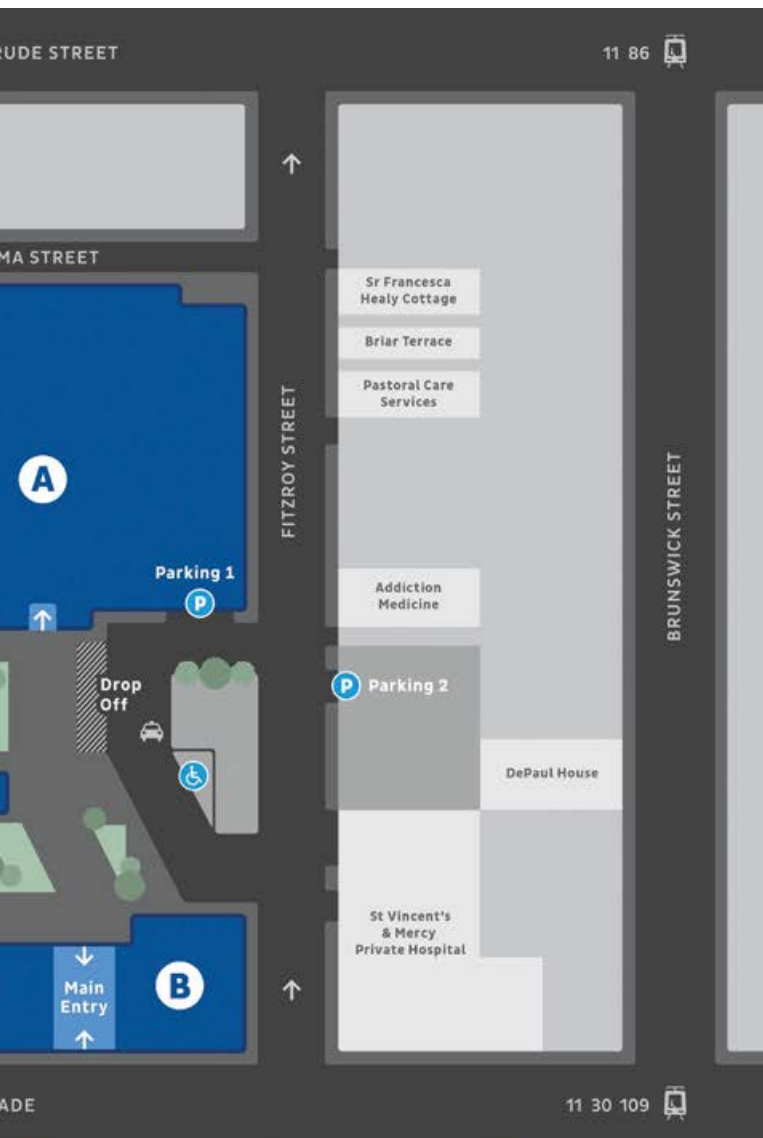 RUDE STREET
11 86
MA STREET
Sr Francesca
Healy Cottage
Briar Terrace
Pastoral Care
Services
FITZROY STREET
BRUNSWICK STREET
A
Parking 1
P
Addiction
Medicine
Drop
Off
P Parking 2
DePaul House
St Vincent's
& Mercy
Private Hospital
Main
Entry
B
ADE
11 30 109